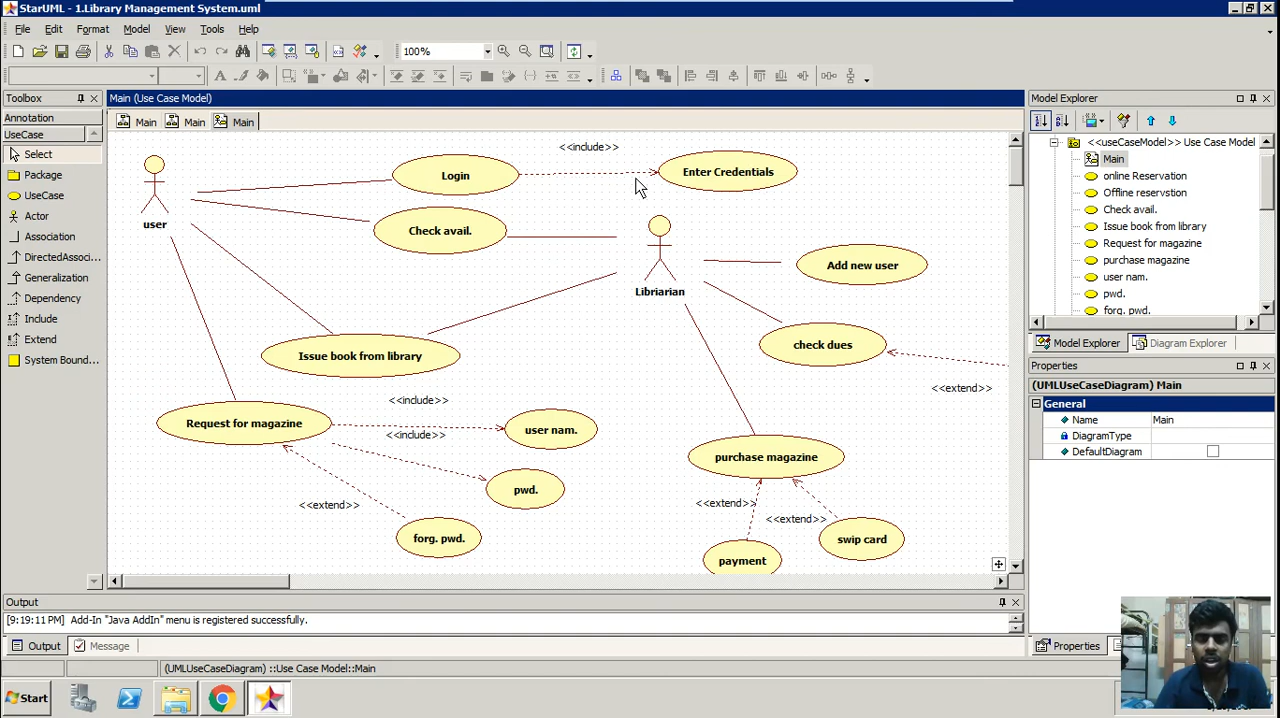 StarUML - 1.Library Management System.uml
File Edit Format Model View Tools Help
100%
Toolbox
Annotation
UseCase
Select
Package
UseCase
Actor
Association
DirectedAssoci...
Generalization
Dependency
Include
Extend
System Bound...
Main (Use Case Model)
Main Main Main
user
Login
<<include>>
Enter Credentials
Check avail.
Libriarian
Add new user
check dues
<<extend>>
Issue book from library
Request for magazine
<<include>>
<<include>>
user nam.
pwd.
<<extend>>
forg. pwd.
purchase magazine
<<extend>>
<<extend>>
swip card
payment
Model Explorer
<<useCaseModel>> Use Case Model
Main
online Reservation
Offline reservstion
Check avail.
Issue book from library
Request for magazine
purchase magazine
user nam.
pwd.
forg. pwd.
Model Explorer Diagram Explorer
Properties
(UMLUseCaseDiagram) Main
General
Name Main
DiagramType
DefaultDiagram
Properties
Output
[9:19:11 PM] Add-In "Java AddIn" menu is registered successfully.
Output Message
(UMLUseCaseDiagram) ::Use Case Model::Main
Start